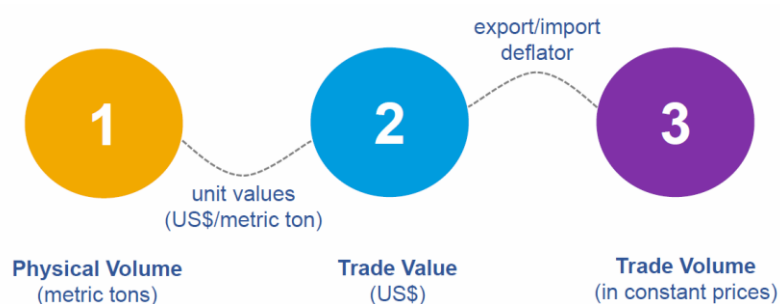 export/import
deflator
1
2
3
unit values
(US$/metric ton)
Physical Volume
(metric tons)
Trade Value
(US$)
Trade Volume
(in constant prices)